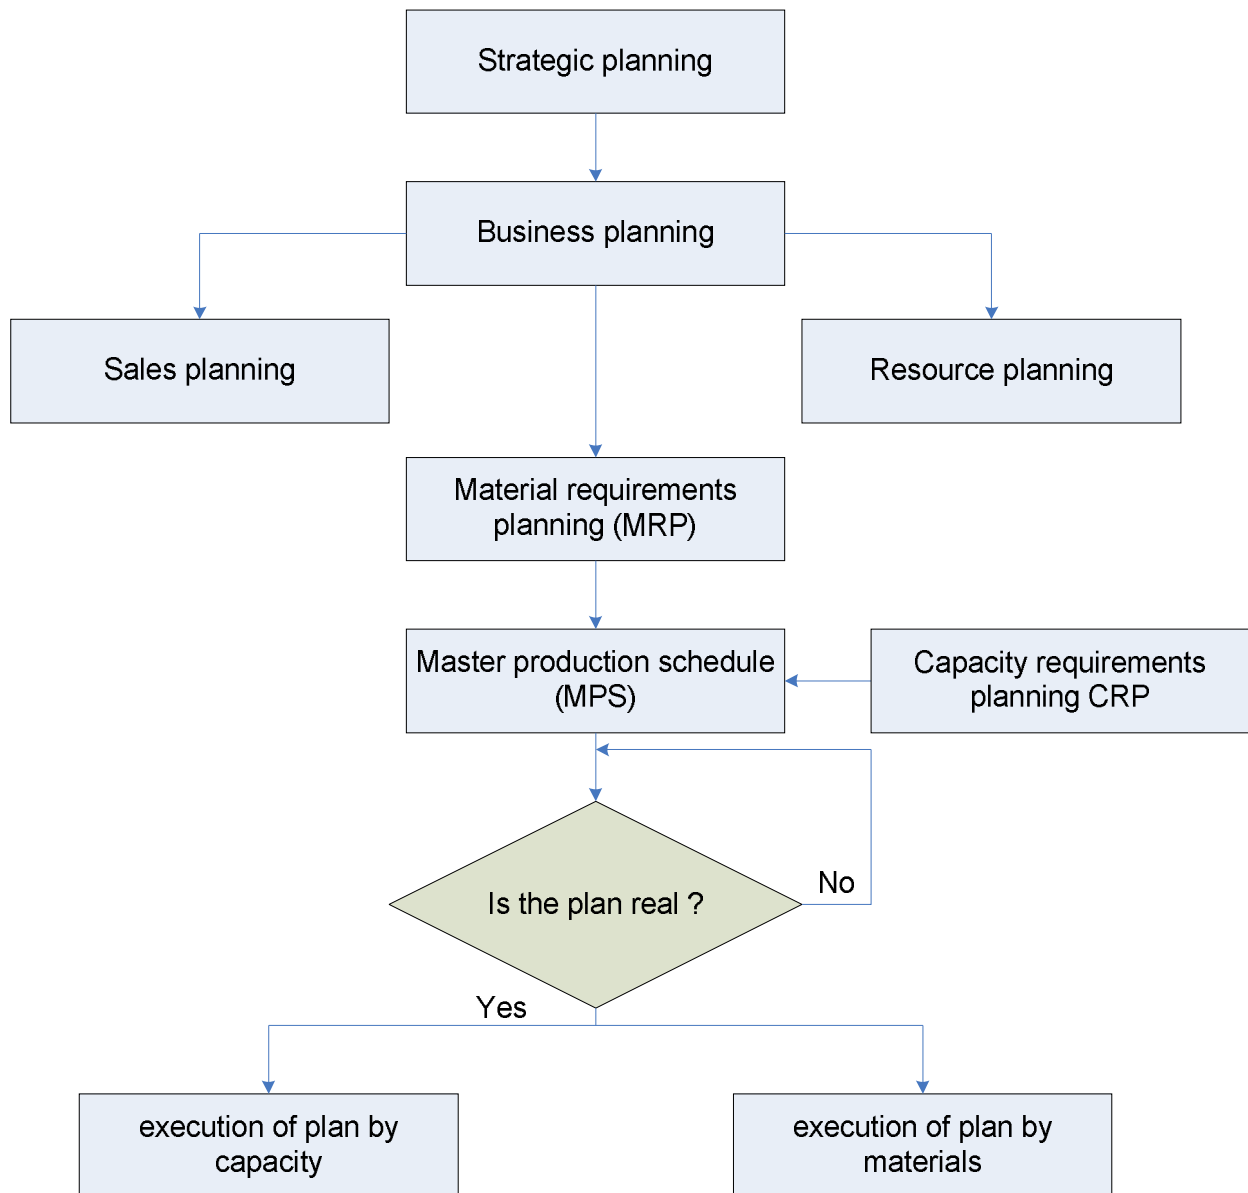 Strategic planning
Business planning
Sales planning
Resource planning
Material requirements
planning (MRP)
Master production schedule
(MPS)
Capacity requirements
planning CRP
Is the plan real ?
No
Yes
execution of plan by
capacity
execution of plan by
materials